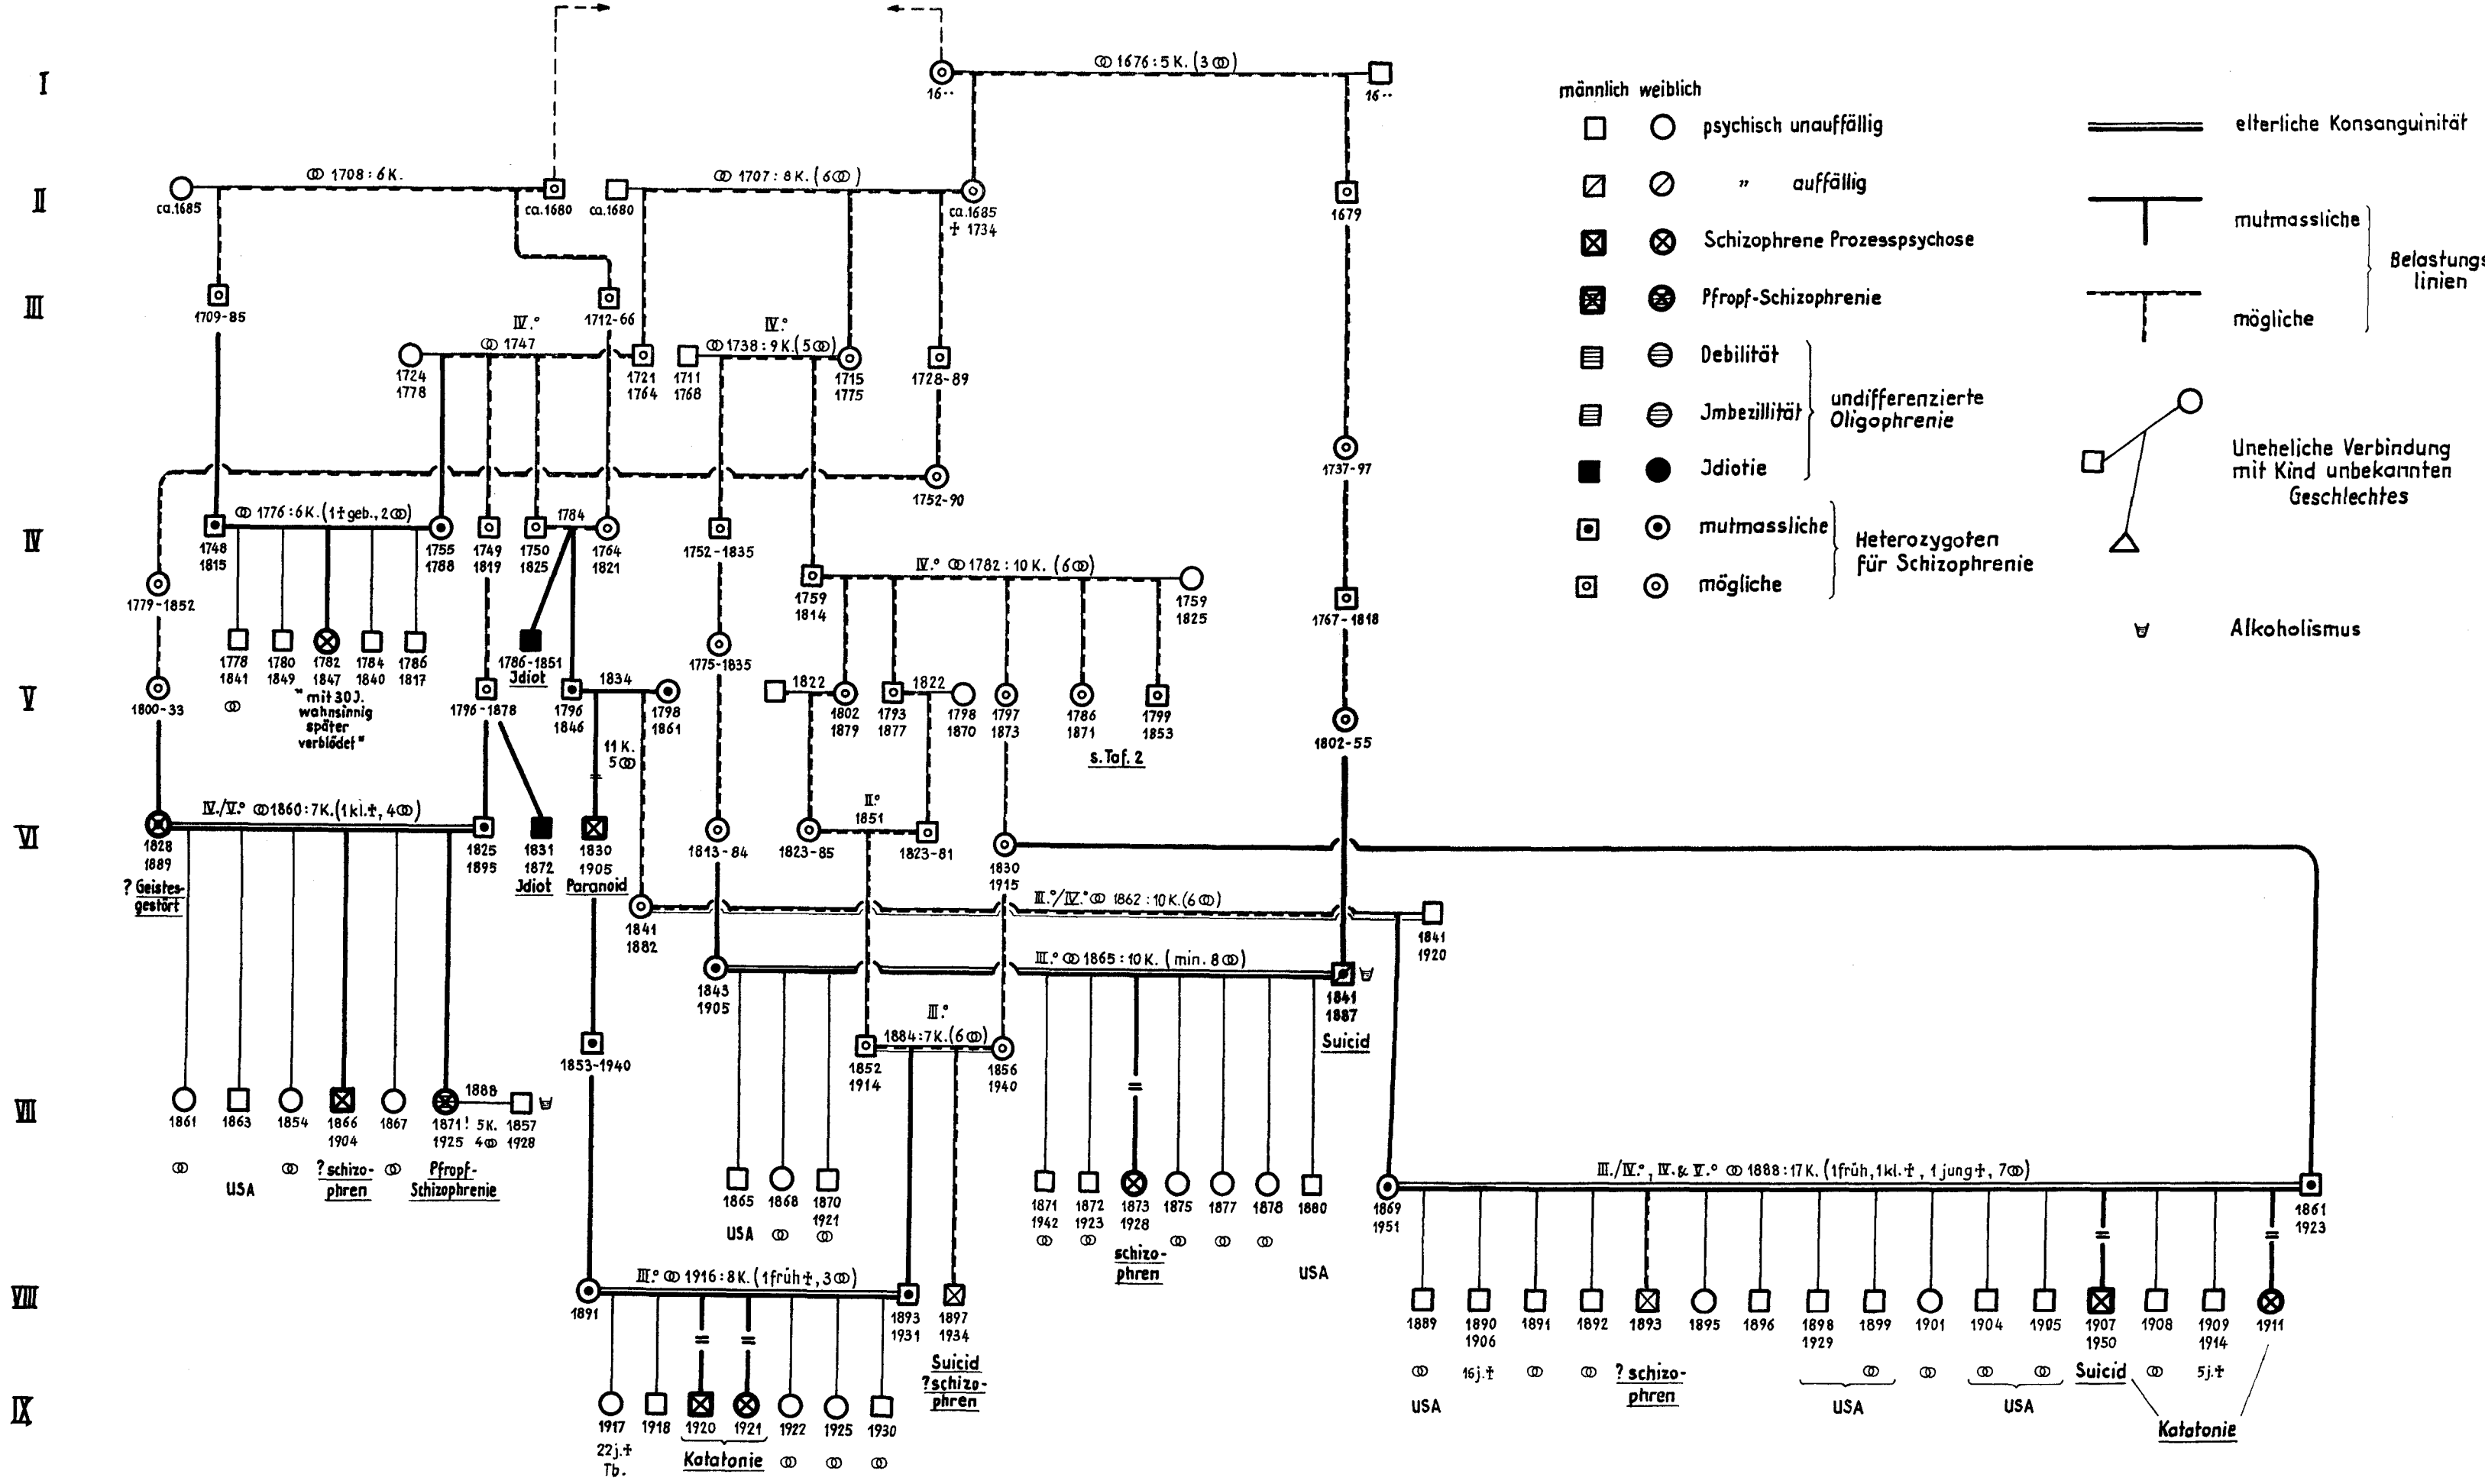 I
⚭ 1676: 5 K. (3⚭)
16··
16··
II
⚭ 1708: 6 K.
⚭ 1707: 8 K. (6⚭)
ca.1685
ca.1680
ca.1680
ca.1685
✝ 1734
1679
III
1709-85
1712-66
IV.°
⚭ 1747
IV.°
⚭ 1738: 9 K. (5⚭)
1724
1778
1721
1764
1711
1768
1715
1775
1728-89
1737-97
1752-90
IV
⚭ 1776: 6 K. (1✝geb., 2⚭)
1784
1748
1815
1755
1788
1749
1819
1750
1825
1764
1821
1752-1835
IV.° ⚭ 1782: 10 K. (6⚭)
1779-1852
1759
1814
1759
1825
1767-1818
1778
1841
⚭
1780
1849
1782
1847
"mit 30 J.
wahnsinnig
später
verblödet"
1784
1840
1786
1817
1786-1851
Jdiot
1775-1835
V
1800-33
1796-1878
1834
1796
1846
1798
1861
11 K.
5⚭
1822
1802
1879
1822
1793
1877
1798
1870
1797
1873
1786
1871
s. Taf. 2
1799
1853
1802-55
VI
IV./V.° ⚭ 1860: 7 K. (1 kl.✝, 4⚭)
1828
1889
? Geistes-
gestört
1825
1895
1831
1872
Jdiot
1830
1905
Paranoid
1813-84
II.°
1851
1823-85
1823-81
1830
1915
III.°/IV.° ⚭ 1862: 10 K. (6⚭)
1841
1882
1841
1920
III.° ⚭ 1865: 10 K. (min. 8⚭)
1843
1905
1841
1887
Suicid
1853-1940
III.°
1884: 7 K. (6⚭)
1852
1914
1856
1940
VII
1861
⚭
1863
USA
1854
⚭
1866
1904
? schizo-
phren
1867
⚭
1871!
1925
Pfropf-
Schizophrenie
1888
5 K.
4⚭
1857
1928
1865
USA
1868
⚭
1870
1921
⚭
1871
1942
⚭
1872
1923
⚭
1873
1928
schizo-
phren
1875
⚭
1877
⚭
1878
⚭
1880
USA
III./IV.°, IV. & V.° ⚭ 1888: 17 K. (1 früh, 1 kl.✝, 1 jung✝, 7⚭)
1869
1951
1861
1923
VIII
III.° ⚭ 1916: 8 K. (1 früh✝, 3⚭)
1891
1893
1931
1897
1934
Suicid
? schizo-
phren
1889
⚭
USA
1890
1906
16 j.✝
1891
⚭
1892
⚭
1893
? schizo-
phren
1895
1896
1898
1929
1899
⚭
USA
1901
⚭
1904
⚭
1905
⚭
USA
1907
1950
Suicid
1908
⚭
1909
1914
5 j.✝
1911
Katatonie
IX
1917
22 j.✝
Tb.
1918
1920
1921
Katatonie
1922
⚭
1925
⚭
1930
⚭
männlich weiblich
psychisch unauffällig
" auffällig
Schizophrene Prozesspsychose
Pfropf-Schizophrenie
Debilität
Jmbezillität
Jdiotie
undifferenzierte
Oligophrenie
mutmassliche
mögliche
Heterozygoten
für Schizophrenie
elterliche Konsanguinität
mutmassliche
mögliche
Belastungs
linien
Uneheliche Verbindung
mit Kind unbekannten
Geschlechtes
Alkoholismus